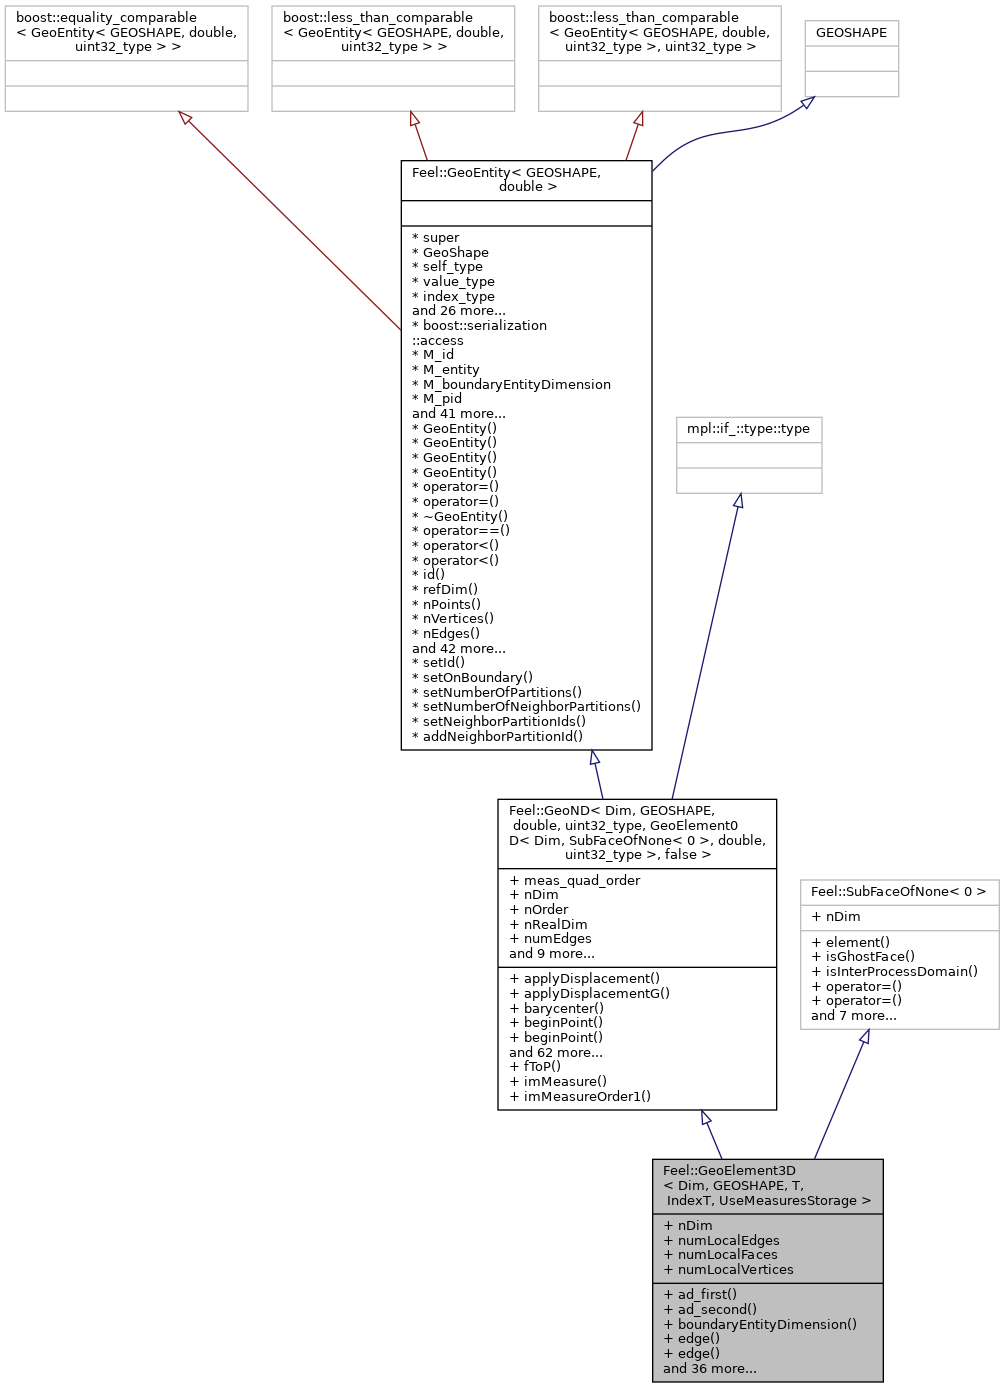 boost::equality_comparable
< GeoEntity< GEOSHAPE, double,
uint32_type > >
boost::less_than_comparable
< GeoEntity< GEOSHAPE, double,
uint32_type > >
boost::less_than_comparable
< GeoEntity< GEOSHAPE, double,
uint32_type >, uint32_type >
GEOSHAPE
Feel::GeoEntity< GEOSHAPE,
double >
* super
* GeoShape
* self_type
* value_type
* index_type
and 26 more...
* boost::serialization
::access
* M_id
* M_entity
* M_boundaryEntityDimension
* M_pid
and 41 more...
* GeoEntity()
* GeoEntity()
* GeoEntity()
* GeoEntity()
* operator=()
* operator=()
* ~GeoEntity()
* operator==()
* operator<()
* operator<()
* id()
* refDim()
* nPoints()
* nVertices()
* nEdges()
and 42 more...
* setId()
* setOnBoundary()
* setNumberOfPartitions()
* setNumberOfNeighborPartitions()
* setNeighborPartitionIds()
* addNeighborPartitionId()
mpl::if_::type::type
Feel::GeoND< Dim, GEOSHAPE,
double, uint32_type, GeoElement0
D< Dim, SubFaceOfNone< 0 >, double,
uint32_type >, false >
+ meas_quad_order
+ nDim
+ nOrder
+ nRealDim
+ numEdges
and 9 more...
+ applyDisplacement()
+ applyDisplacementG()
+ barycenter()
+ beginPoint()
+ beginPoint()
and 62 more...
+ fToP()
+ imMeasure()
+ imMeasureOrder1()
Feel::SubFaceOfNone< 0 >
+ nDim
+ element()
+ isGhostFace()
+ isInterProcessDomain()
+ operator=()
+ operator=()
and 7 more...
Feel::GeoElement3D
< Dim, GEOSHAPE, T,
IndexT, UseMeasuresStorage >
+ nDim
+ numLocalEdges
+ numLocalFaces
+ numLocalVertices
+ ad_first()
+ ad_second()
+ boundaryEntityDimension()
+ edge()
+ edge()
and 36 more...